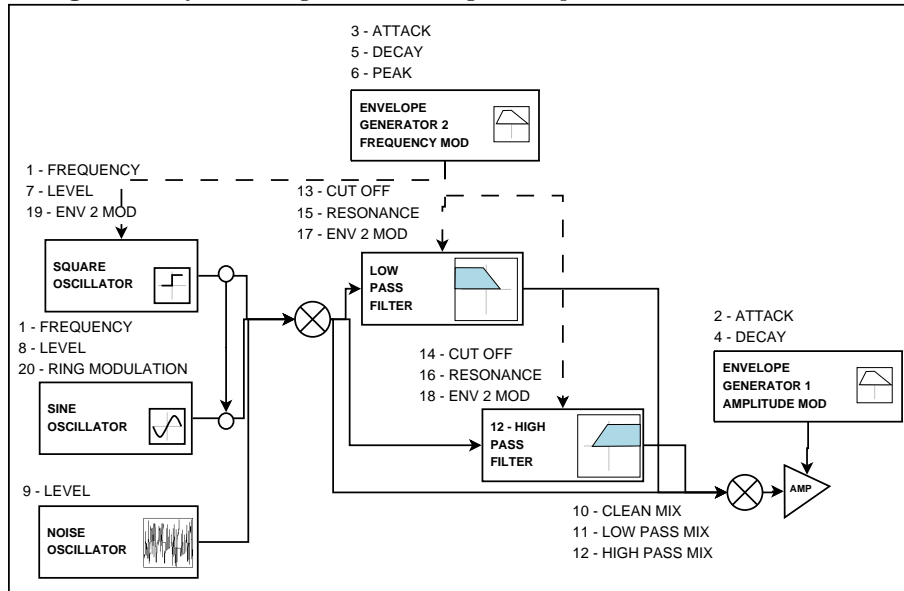 3 - ATTACK
5 - DECAY
6 - PEAK
ENVELOPE
GENERATOR 2
FREQUENCY MOD
1 - FREQUENCY
7 - LEVEL
19 - ENV 2 MOD
13 - CUT OFF
15 - RESONANCE
17 - ENV 2 MOD
SQUARE
OSCILLATOR
LOW
PASS
FILTER
1 - FREQUENCY
8 - LEVEL
20 - RING MODULATION
2 - ATTACK
4 - DECAY
14 - CUT OFF
16 - RESONANCE
18 - ENV 2 MOD
ENVELOPE
GENERATOR 1
AMPLITUDE MOD
SINE
OSCILLATOR
12 - HIGH
PASS
FILTER
9 - LEVEL
AMP
10 - CLEAN MIX
11 - LOW PASS MIX
12 - HIGH PASS MIX
NOISE
OSCILLATOR